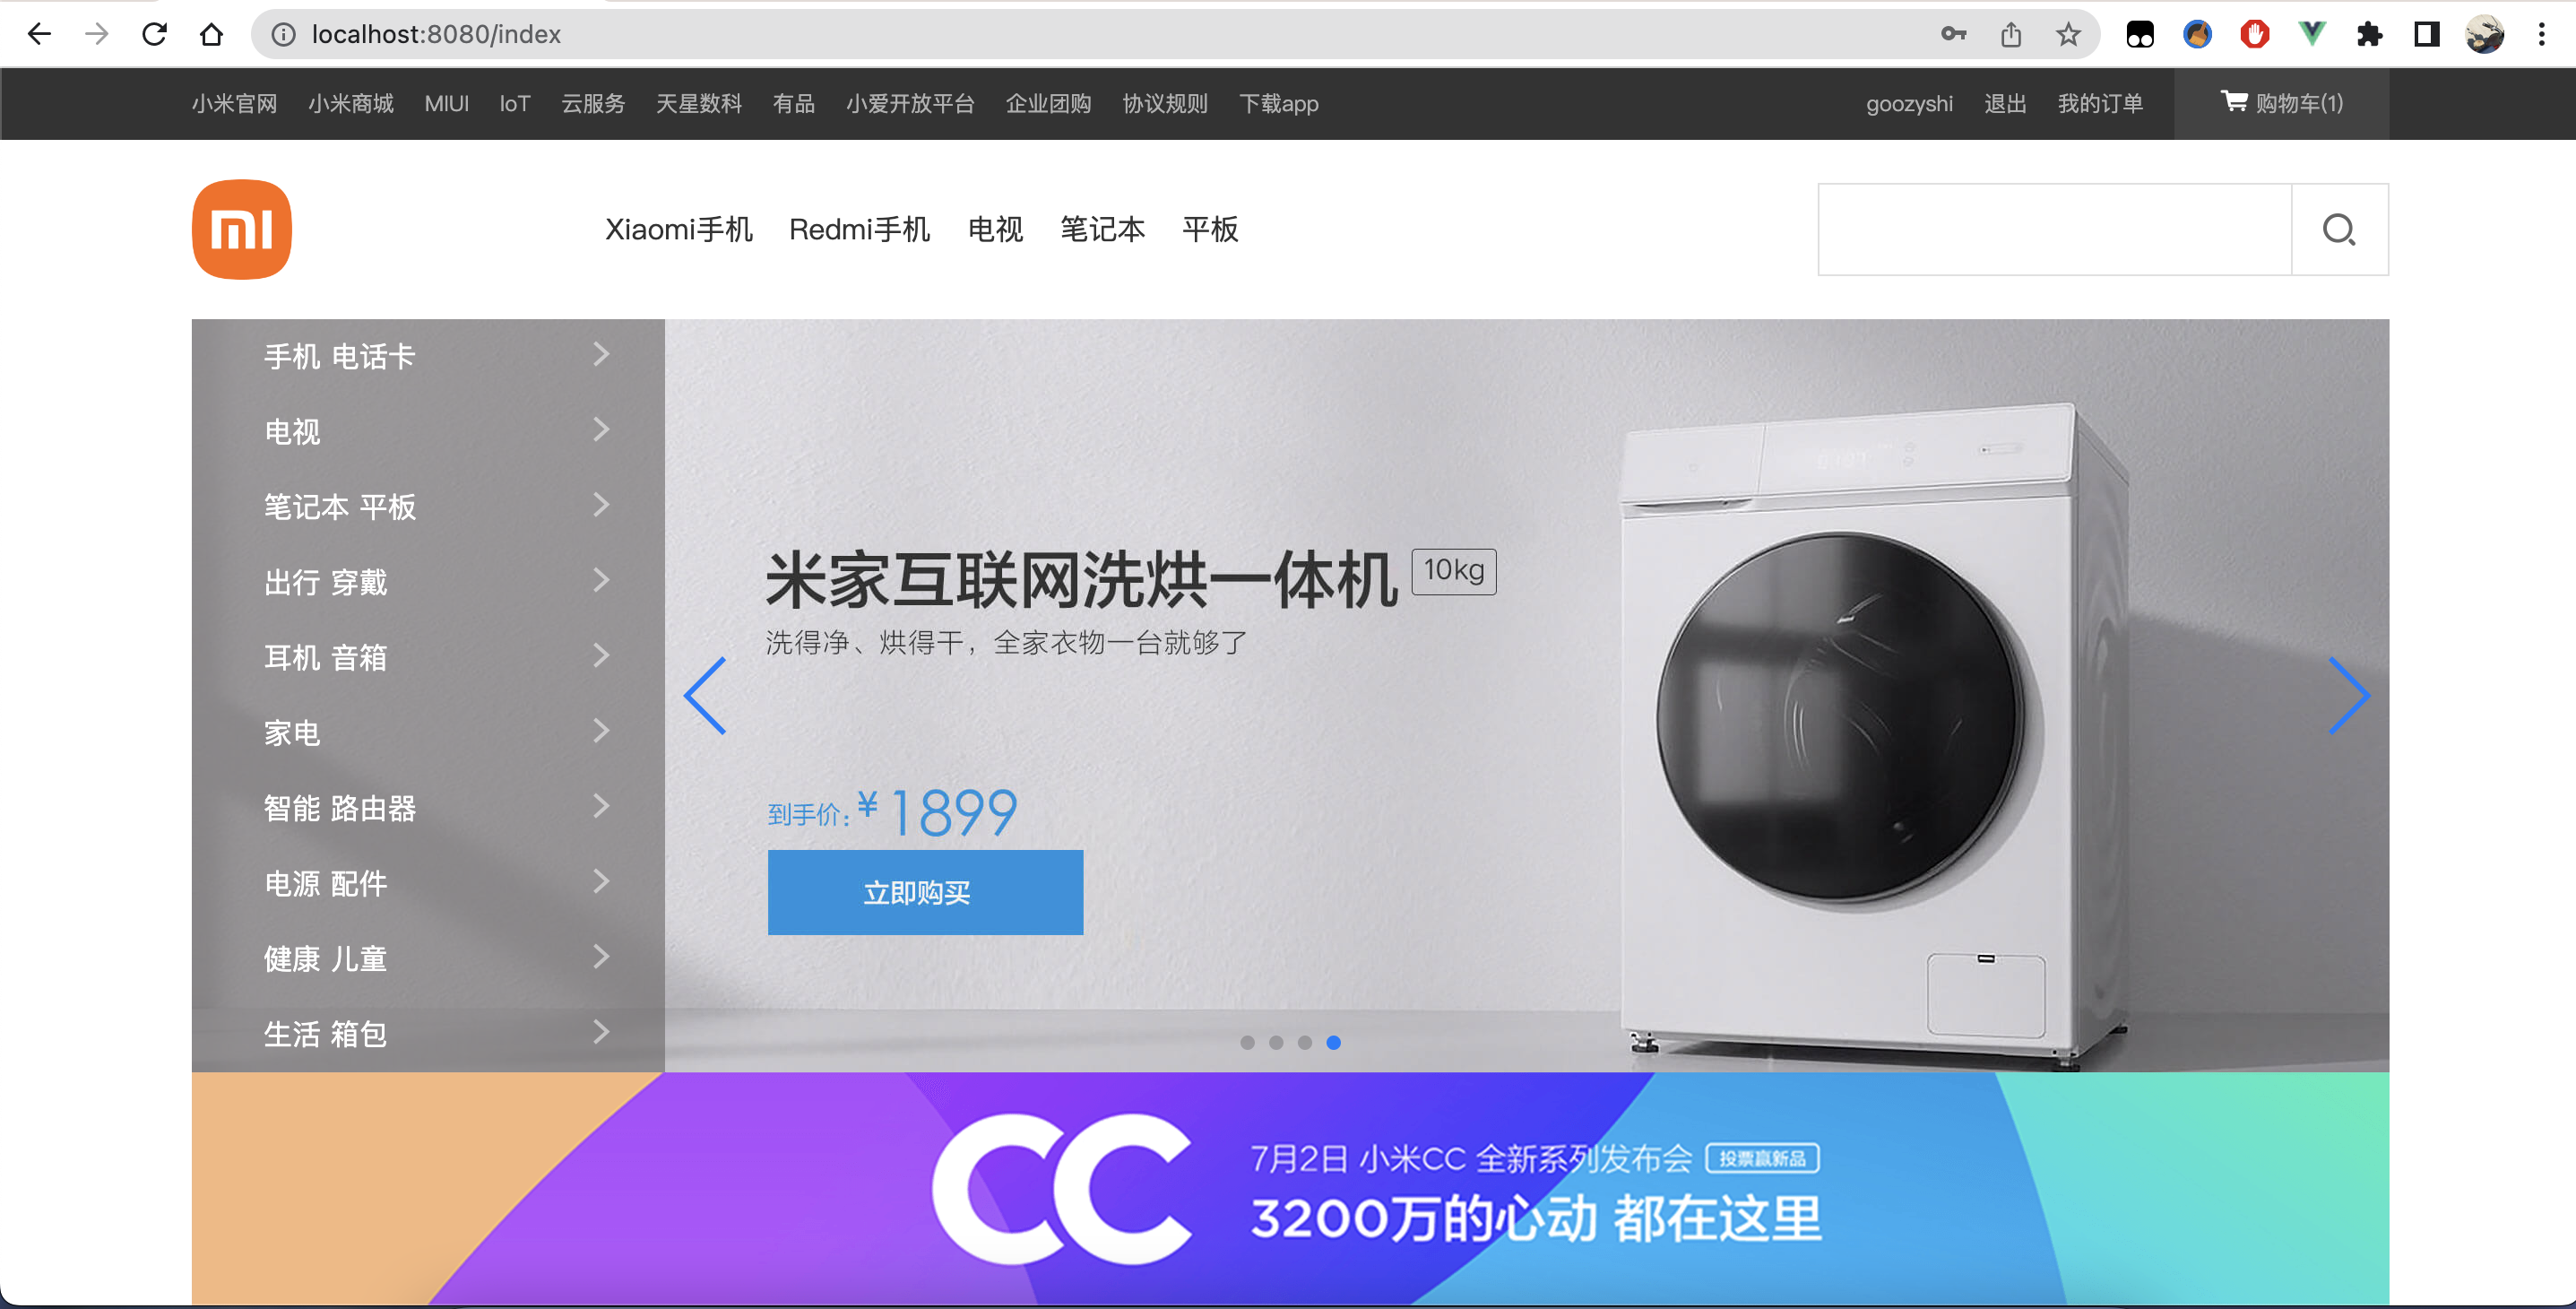 localhost:8080/index
小米官网 小米商城 MIUI IoT 云服务 天星数科 有品 小爱开放平台 企业团购 协议规则 下载app goozyshi 退出 我的订单 购物车(1)
Xiaomi手机 Redmi手机 电视 笔记本 平板
手机 电话卡
电视
笔记本 平板
出行 穿戴
耳机 音箱
家电
智能 路由器
电源 配件
健康 儿童
生活 箱包
米家互联网洗烘一体机 10kg
洗得净、烘得干，全家衣物一台就够了
到手价：¥1899
立即购买
CC
7月2日 小米CC 全新系列发布会 投票赢新品
3200万的心动 都在这里